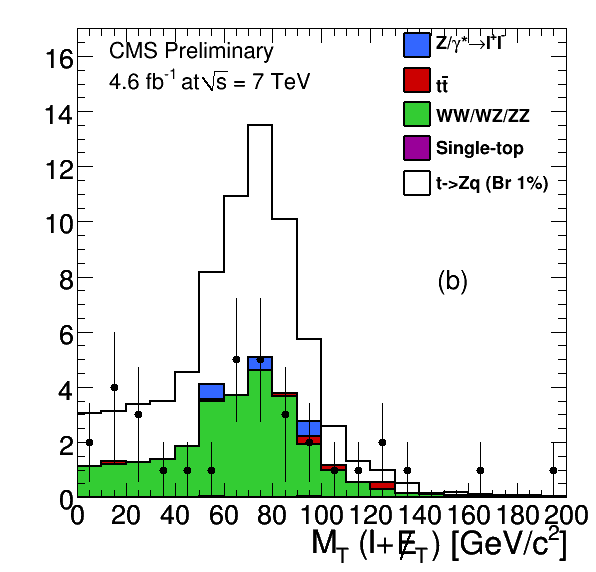 CMS Preliminary
4.6 fb⁻¹ at √s = 7 TeV
Z/γ*→l⁺l⁻
tt̄
WW/WZ/ZZ
Single-top
t->Zq (Br 1%)
(b)
16
14
12
10
8
6
4
2
0
0 20 40 60 80 100 120 140 160 180 200
M_T (l+E̸_T) [GeV/c²]